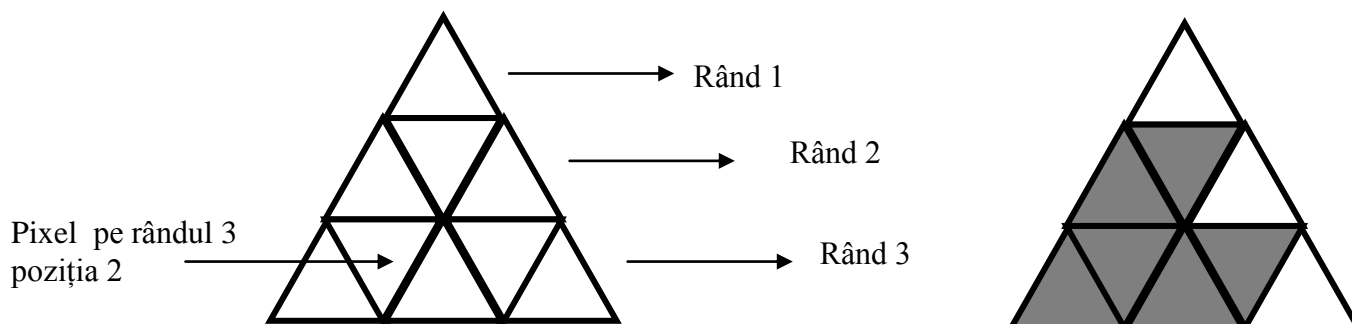 Rând 1
Rând 2
Pixel pe rândul 3
poziția 2
Rând 3